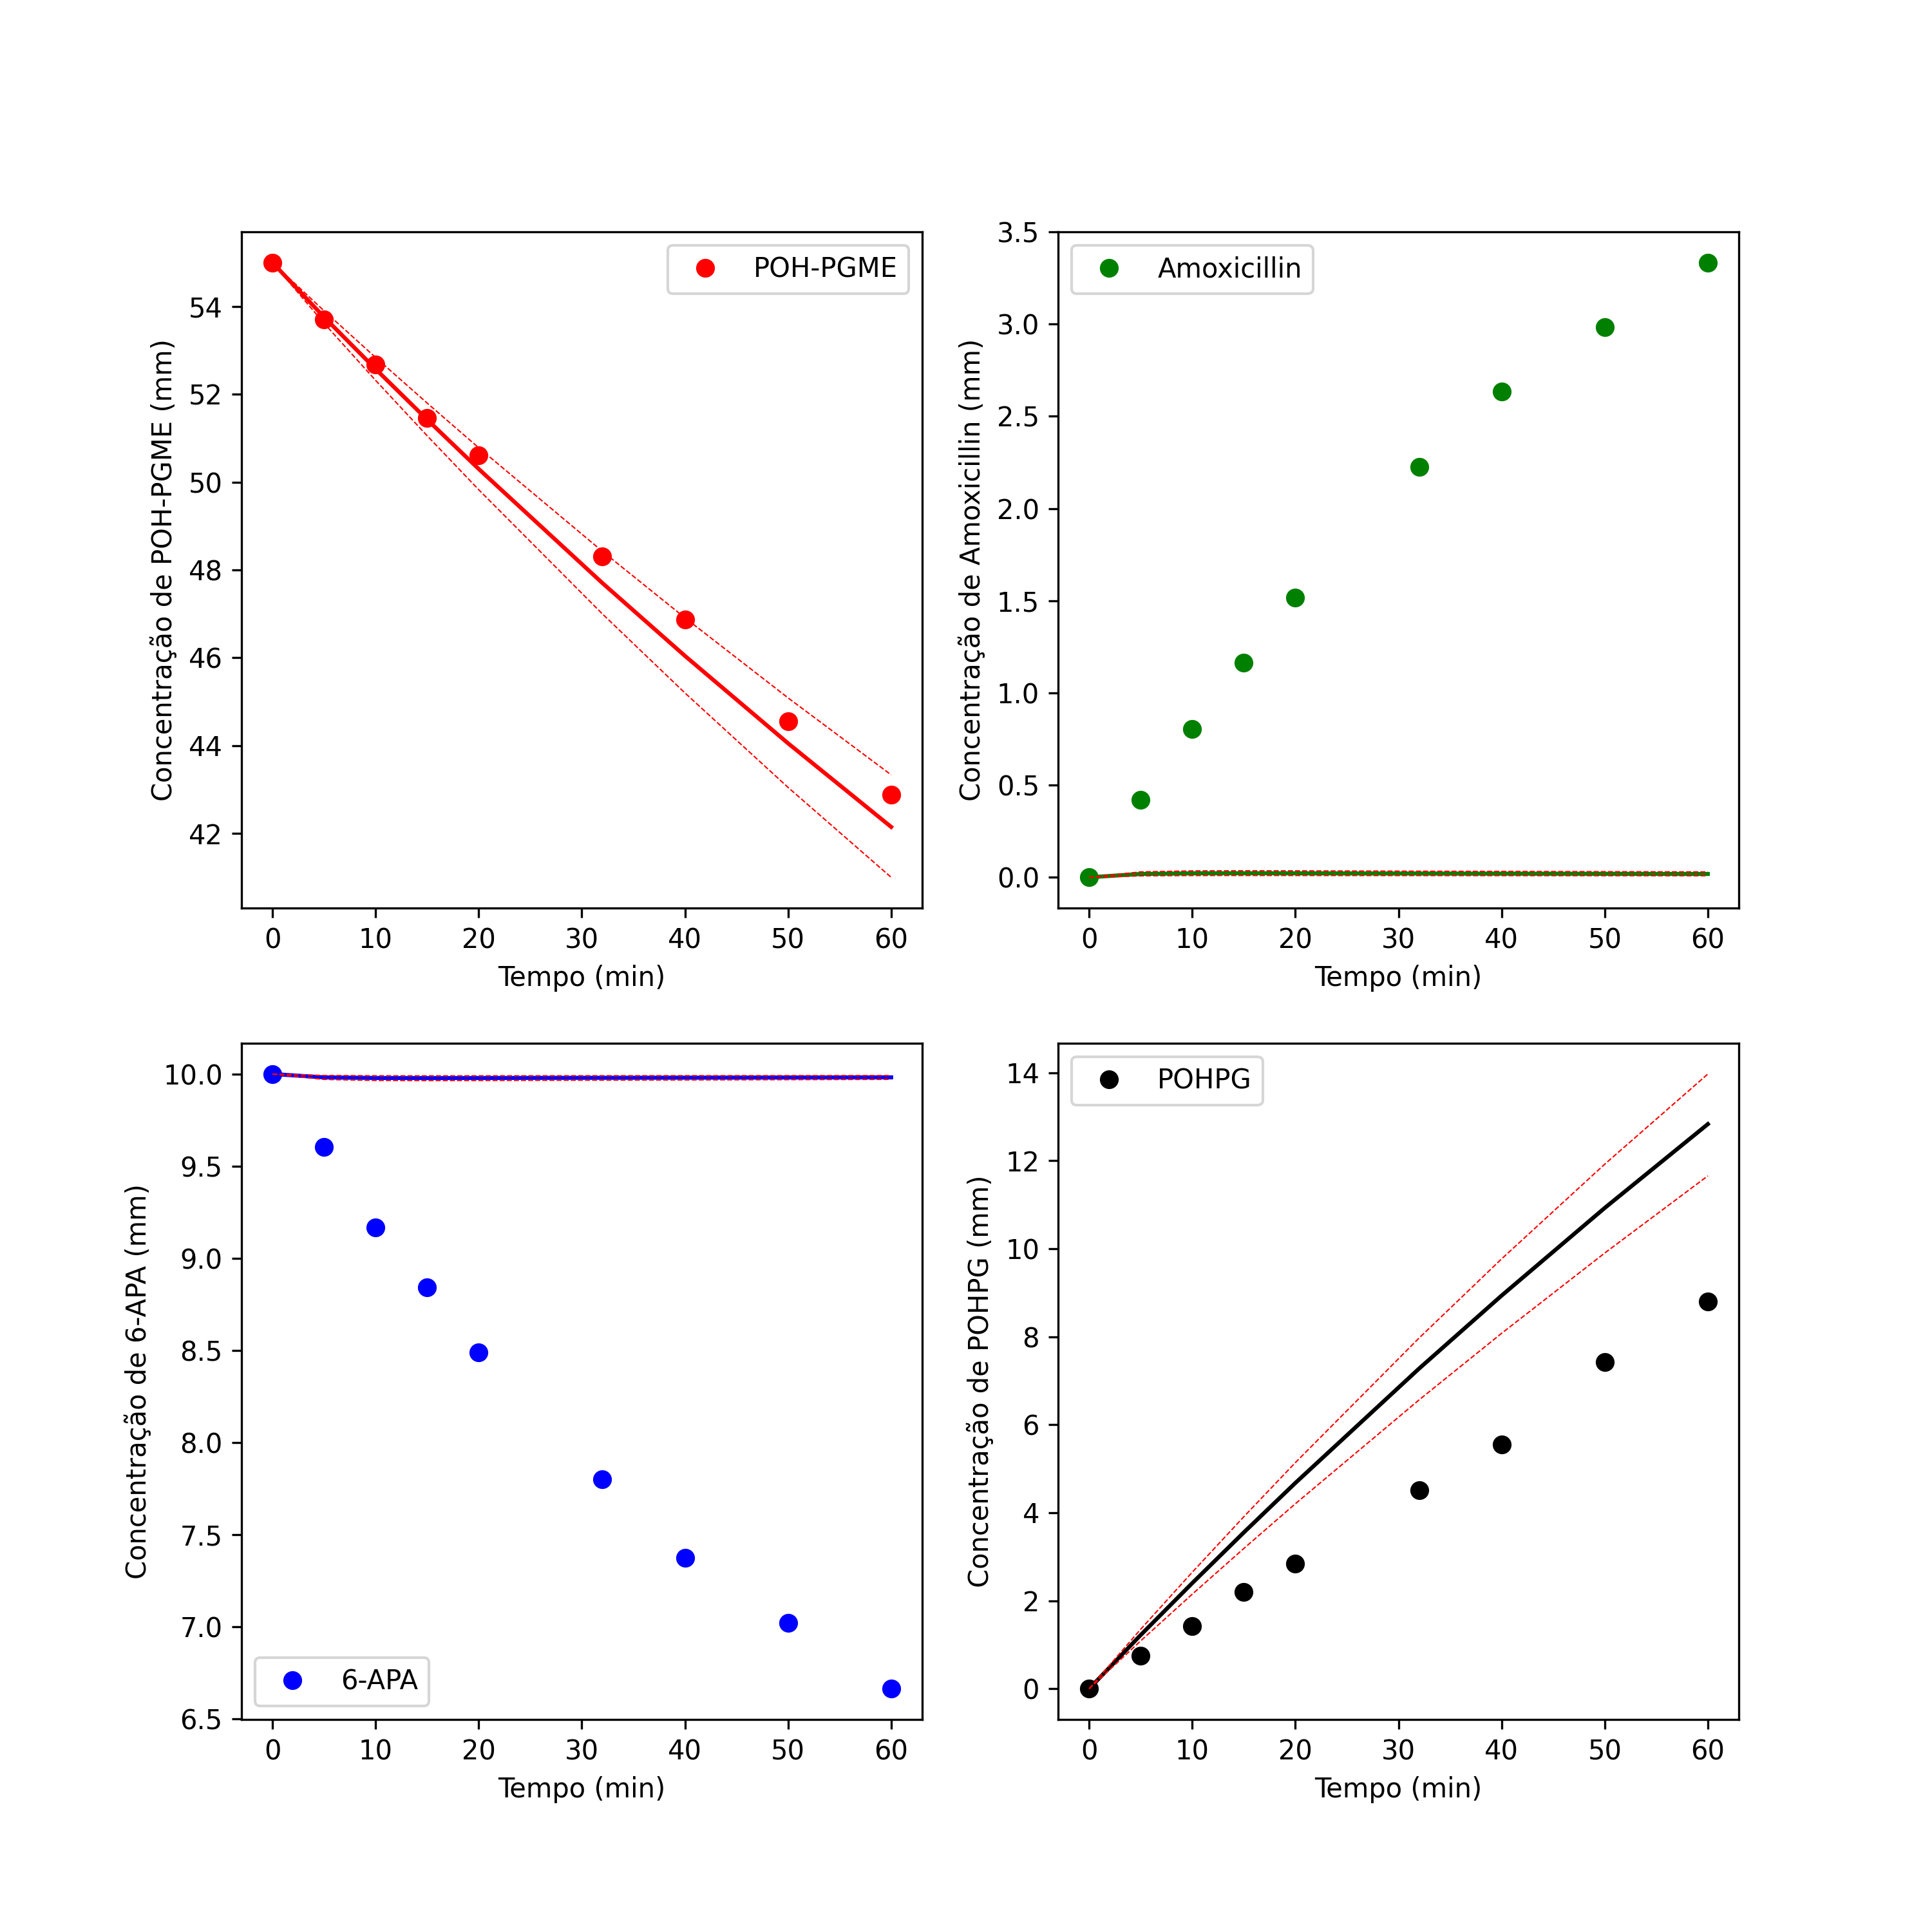 POH-PGME
Concentração de POH-PGME (mm)
54
52
50
48
46
44
42
0 10 20 30 40 50 60
Tempo (min)
Amoxicillin
Concentração de Amoxicillin (mm)
3.5
3.0
2.5
2.0
1.5
1.0
0.5
0.0
0 10 20 30 40 50 60
Tempo (min)
Concentração de 6-APA (mm)
10.0
9.5
9.0
8.5
8.0
7.5
7.0
6.5
6-APA
0 10 20 30 40 50 60
Tempo (min)
POHPG
Concentração de POHPG (mm)
14
12
10
8
6
4
2
0
0 10 20 30 40 50 60
Tempo (min)